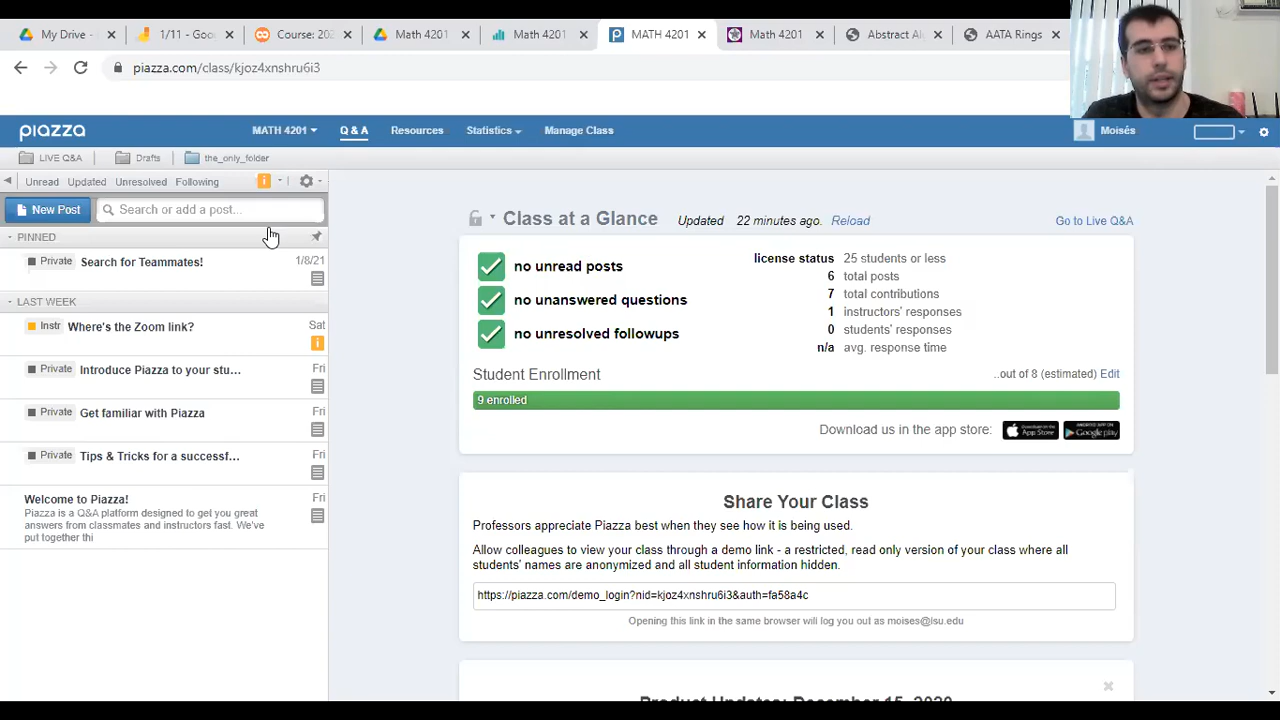 My Drive -
1/11 - Goo
Course: 202
Math 4201
Math 4201
MATH 4201
Math 4201
Abstract Al
AATA Rings
piazza.com/class/kjoz4xnshru6i3
piazza
MATH 4201
Q & A
Resources
Statistics
Manage Class
Moisés
LIVE Q&A
Drafts
the_only_folder
Unread
Updated
Unresolved
Following
New Post
Search or add a post...
PINNED
Private Search for Teammates! 1/8/21
LAST WEEK
Instr Where's the Zoom link? Sat
Private Introduce Piazza to your stu... Fri
Private Get familiar with Piazza Fri
Private Tips & Tricks for a successf... Fri
Welcome to Piazza! Fri
Piazza is a Q&A platform designed to get you great
answers from classmates and instructors fast. We've
put together thi
Class at a Glance Updated 22 minutes ago. Reload
Go to Live Q&A
no unread posts
no unanswered questions
no unresolved followups
license status 25 students or less
6 total posts
7 total contributions
1 instructors' responses
0 students' responses
n/a avg. response time
Student Enrollment ..out of 8 (estimated) Edit
9 enrolled
Download us in the app store:
App Store
Google play
Share Your Class
Professors appreciate Piazza best when they see how it is being used.
Allow colleagues to view your class through a demo link - a restricted, read only version of your class where all
students' names are anonymized and all student information hidden.
https://piazza.com/demo_login?nid=kjoz4xnshru6i3&auth=fa58a4c
Opening this link in the same browser will log you out as moises@lsu.edu
Product Updates: December 15, 2020